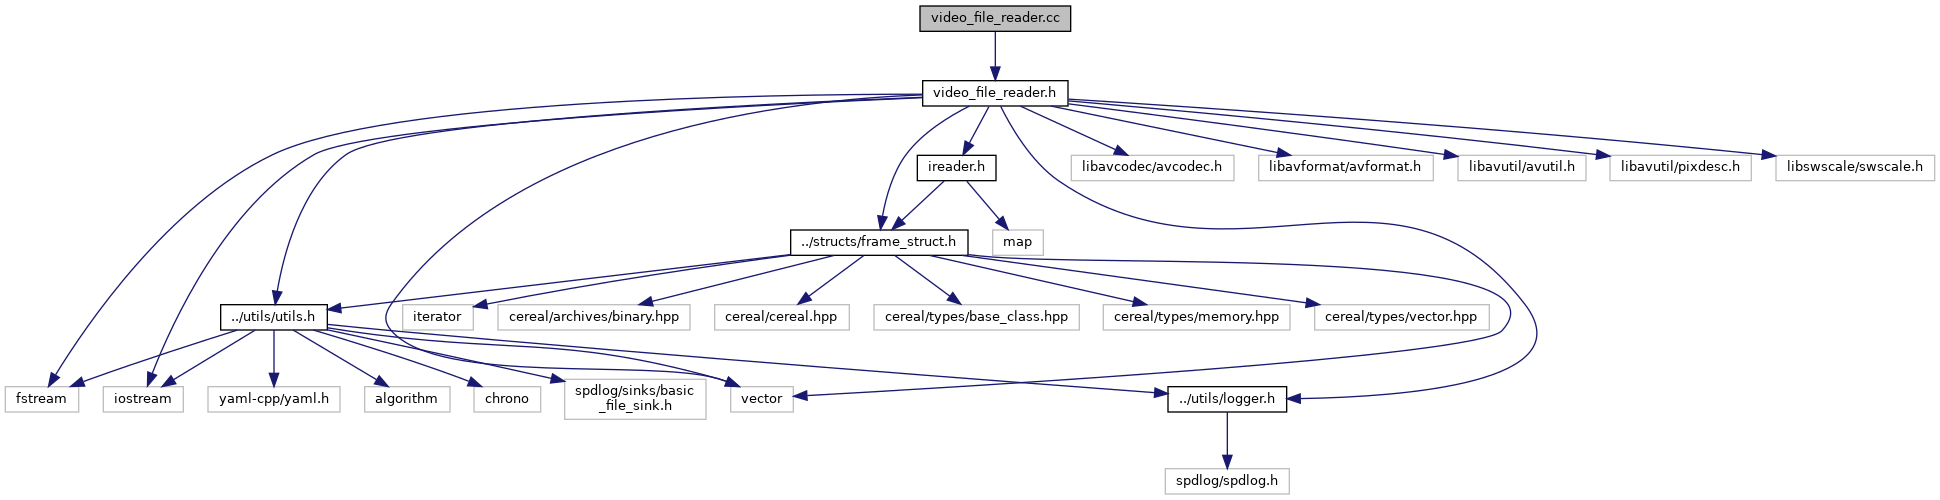 video_file_reader.cc
video_file_reader.h
ireader.h
libavcodec/avcodec.h
libavformat/avformat.h
libavutil/avutil.h
libavutil/pixdesc.h
libswscale/swscale.h
../structs/frame_struct.h
map
../utils/utils.h
iterator
cereal/archives/binary.hpp
cereal/cereal.hpp
cereal/types/base_class.hpp
cereal/types/memory.hpp
cereal/types/vector.hpp
fstream
iostream
yaml-cpp/yaml.h
algorithm
chrono
spdlog/sinks/basic
_file_sink.h
vector
../utils/logger.h
spdlog/spdlog.h